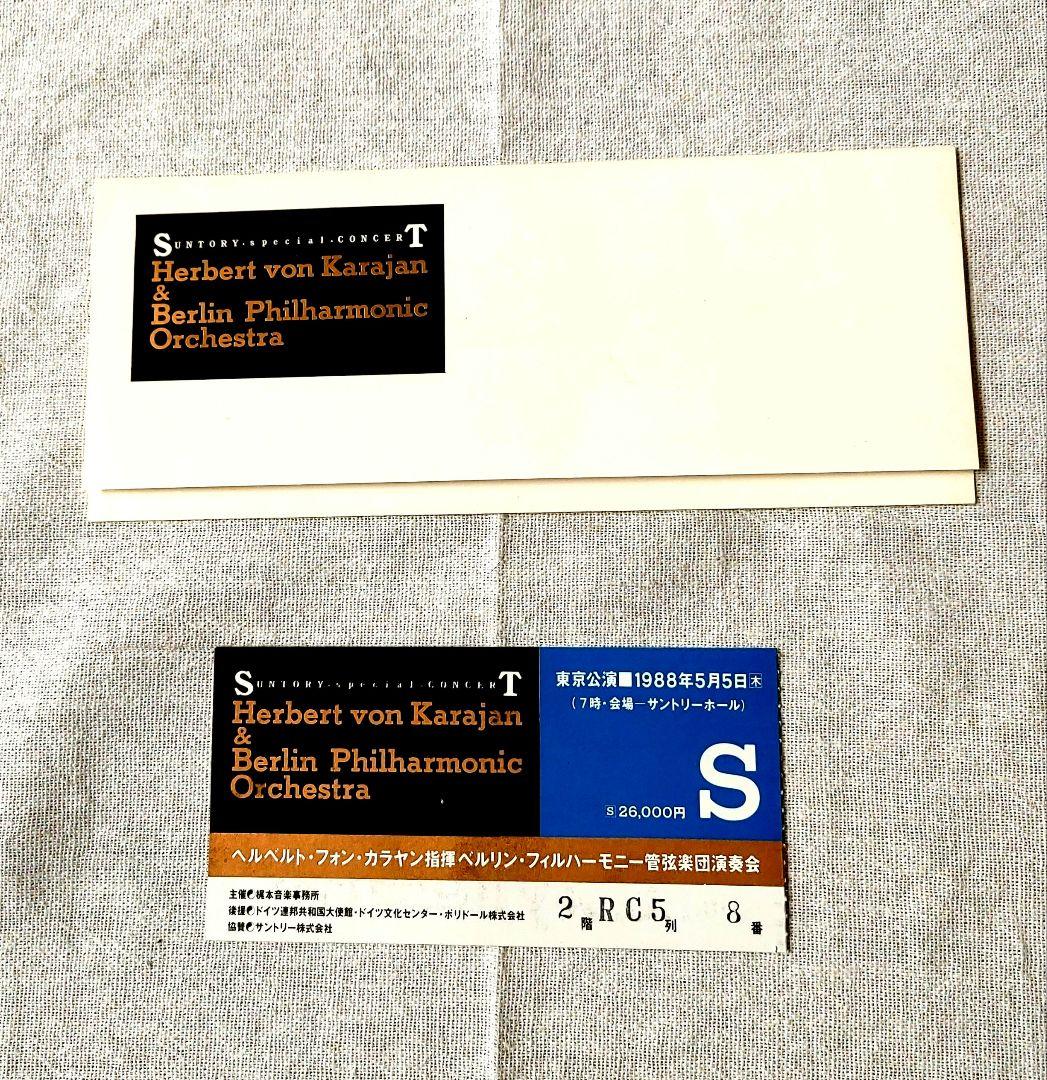 SUNTORY·special·CONCERT
Herbert von Karajan
&
Berlin Philharmonic
Orchestra
SUNTORY·special·CONCERT
Herbert von Karajan
&
Berlin Philharmonic
Orchestra
東京公演■1988年5月5日木
(7時・会場ーサントリーホール)
S
S 26,000円
ヘルベルト・フォン・カラヤン指揮ベルリン・フィルハーモニー管弦楽団演奏会
主催 梶本音楽事務所
後援 ドイツ連邦共和国大使館・ドイツ文化センター・ポリドール株式会社
協賛 サントリー株式会社
2階 RC5列 8番